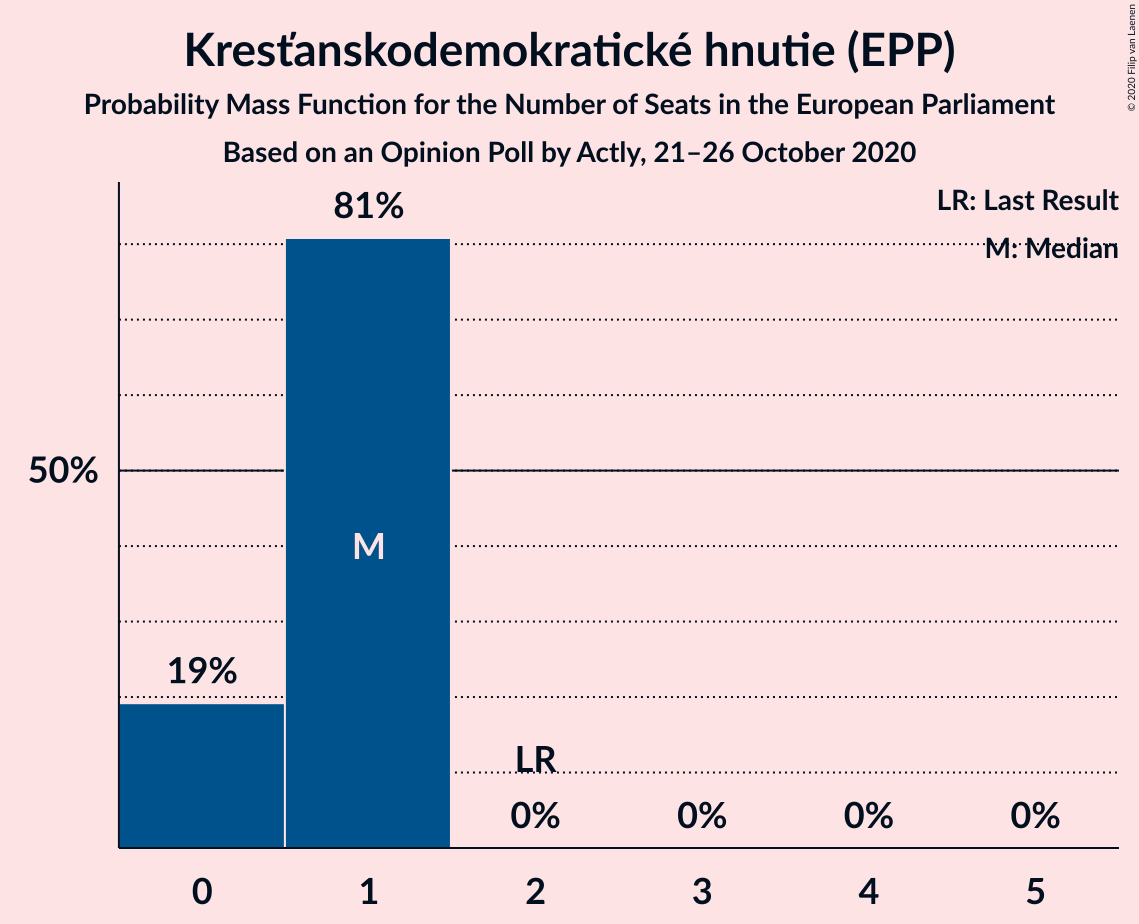 Kresťanskodemokratické hnutie (EPP)
Probability Mass Function for the Number of Seats in the European Parliament
Based on an Opinion Poll by Actly, 21–26 October 2020
© 2020 Filip van Laenen
LR: Last Result
M: Median
81%
50%
M
19%
LR
0% 0% 0% 0%
0 1 2 3 4 5